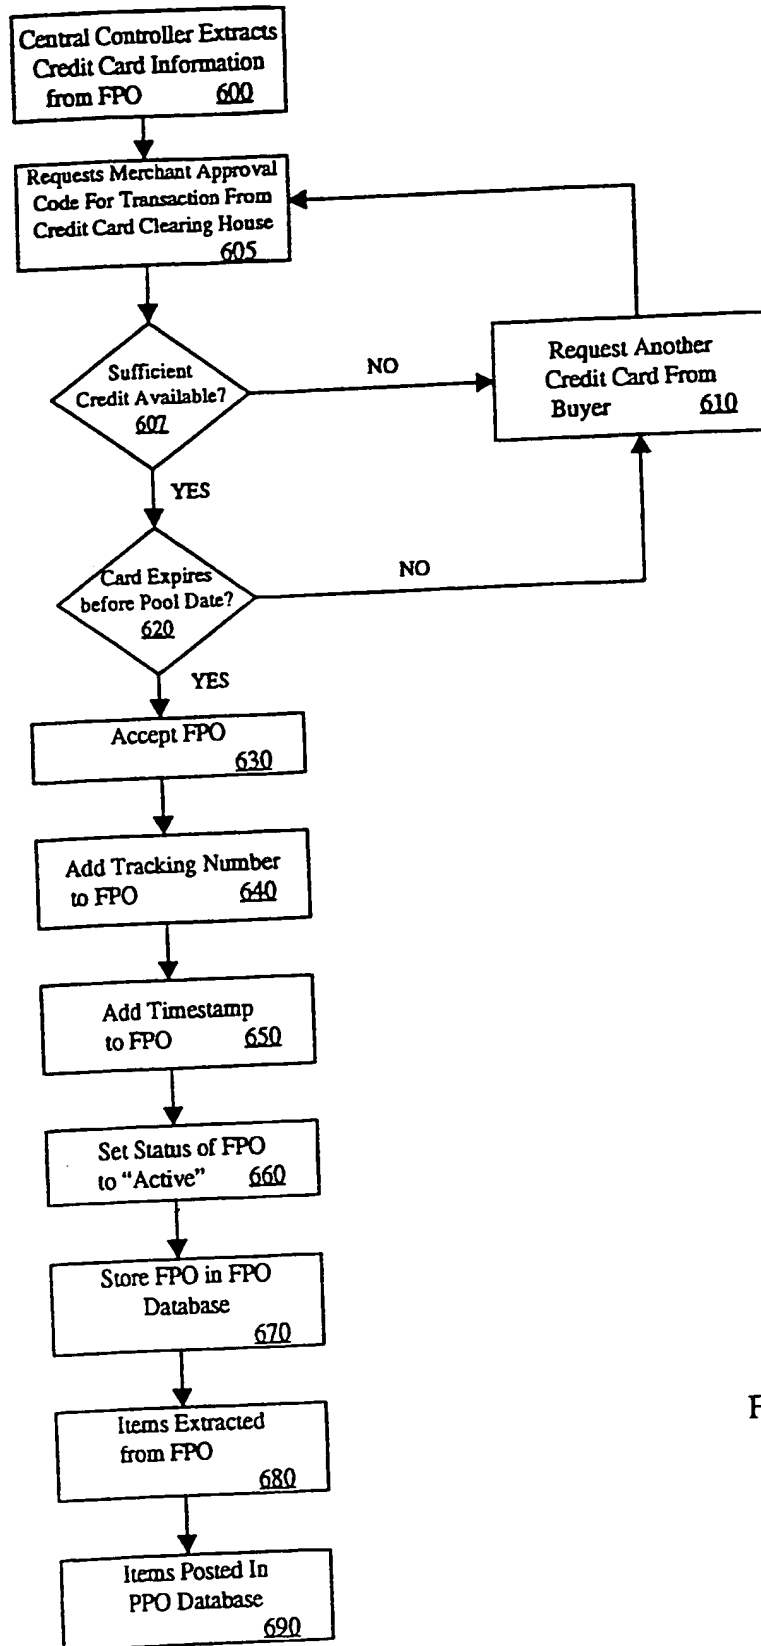 Central Controller Extracts
Credit Card Information
from FPO 600
Requests Merchant Approval
Code For Transaction From
Credit Card Clearing House
605
Sufficient
Credit Available?
607
NO
Request Another
Credit Card From
Buyer 610
YES
Card Expires
before Pool Date?
620
NO
YES
Accept FPO
630
Add Tracking Number
to FPO 640
Add Timestamp
to FPO 650
Set Status of FPO
to “Active” 660
Store FPO in FPO
Database
670
Items Extracted
from FPO
680
F
Items Posted In
PPO Database
690